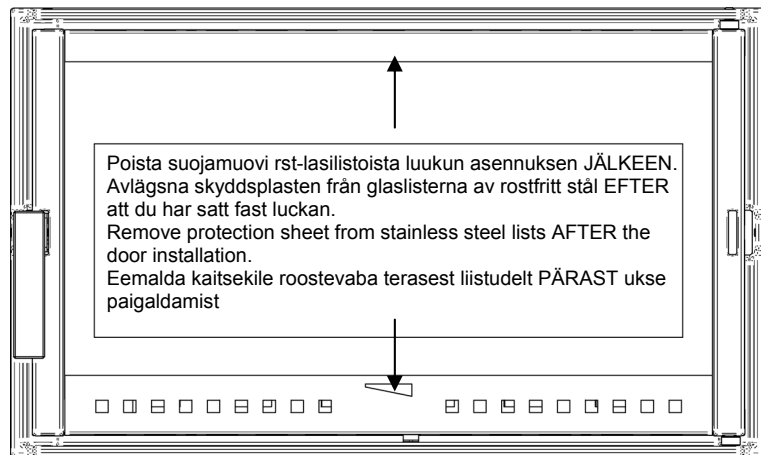 Poista suojamuovi rst-lasilistoista luukun asennuksen JÄLKEEN.
Avlägsna skyddsplasten från glaslisterna av rostfritt stål EFTER
att du har satt fast luckan.
Remove protection sheet from stainless steel lists AFTER the
door installation.
Eemalda kaitsekile roostevaba terasest liistudelt PÄRAST ukse
paigaldamist